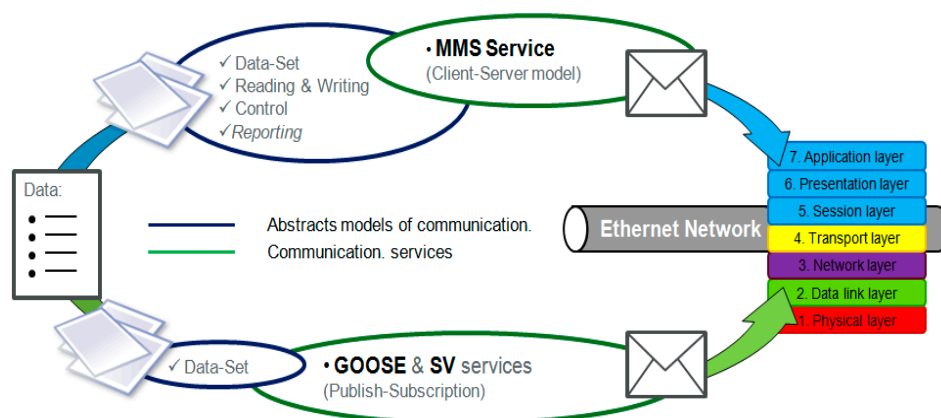 • MMS Service
(Client-Server model)
✓ Data-Set
✓ Reading & Writing
✓ Control
✓ Reporting
Data:
Abstracts models of communication.
Communication. services
Ethernet Network
7. Application layer
6. Presentation layer
5. Session layer
4. Transport layer
3. Network layer
2. Data link layer
1. Physical layer
✓ Data-Set
• GOOSE & SV services
(Publish-Subscription)